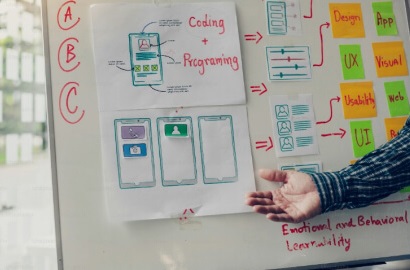 A
B
C
Coding
+
Programing
Design
App
UX
Visual
Usability
Web
UI
Emotional and Behavioral
Learnability